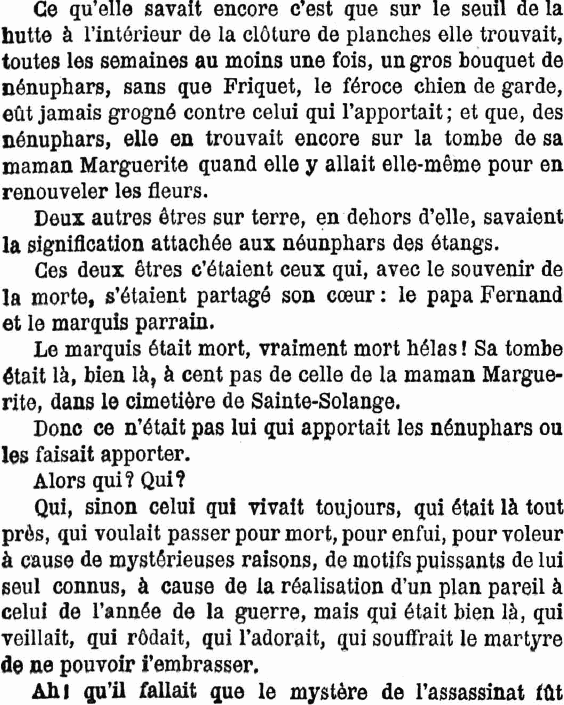 Ce qu'elle savait encore c'est que sur le seuil de la
hutte à l'intérieur de la clôture de planches elle trouvait,
toutes les semaines au moins une fois, un gros bouquet de
nénuphars, sans que Friquet, le féroce chien de garde,
eût jamais grogné contre celui qui l'apportait; et que, des
nénuphars, elle en trouvait encore sur la tombe de sa
maman Marguerite quand elle y allait elle-même pour en
renouveler les fleurs.
Deux autres êtres sur terre, en dehors d'elle, savaient
la signification attachée aux néunphars des étangs.
Ces deux êtres c'étaient ceux qui, avec le souvenir de
la morte, s'étaient partagé son cœur : le papa Fernand
et le marquis parrain.
Le marquis était mort, vraiment mort hélas! Sa tombe
était là, bien là, à cent pas de celle de la maman Margue-
rite, dans le cimetière de Sainte-Solange.
Donc ce n'était pas lui qui apportait les nénuphars ou
les faisait apporter.
Alors qui? Qui?
Qui, sinon celui qui vivait toujours, qui était là tout
près, qui voulait passer pour mort, pour enfui, pour voleur
à cause de mystérieuses raisons, de motifs puissants de lui
seul connus, à cause de la réalisation d'un plan pareil à
celui de l'année de la guerre, mais qui était bien là, qui
veillait, qui rôdait, qui l'adorait, qui souffrait le martyre
de ne pouvoir l'embrasser.
Ah! qu'il fallait que le mystère de l'assassinat fût